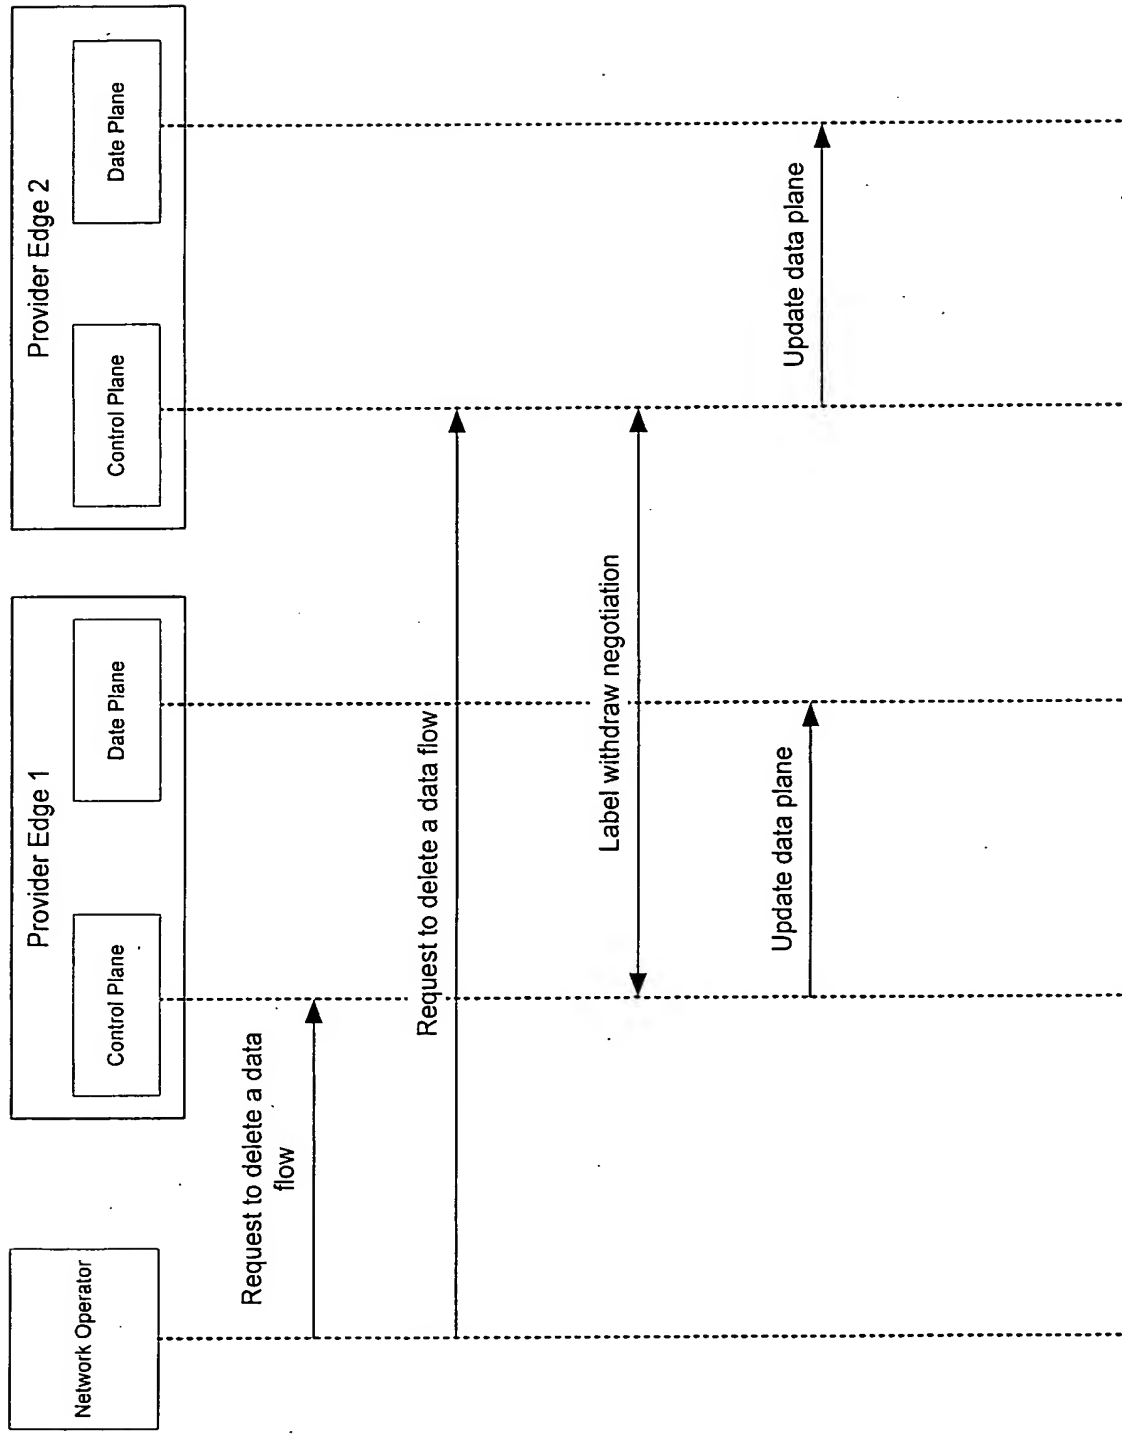 Network Operator
Provider Edge 1
Control Plane
Date Plane
Provider Edge 2
Control Plane
Date Plane
Request to delete a data
flow
Request to delete a data flow
Label withdraw negotiation
Update data plane
Update data plane